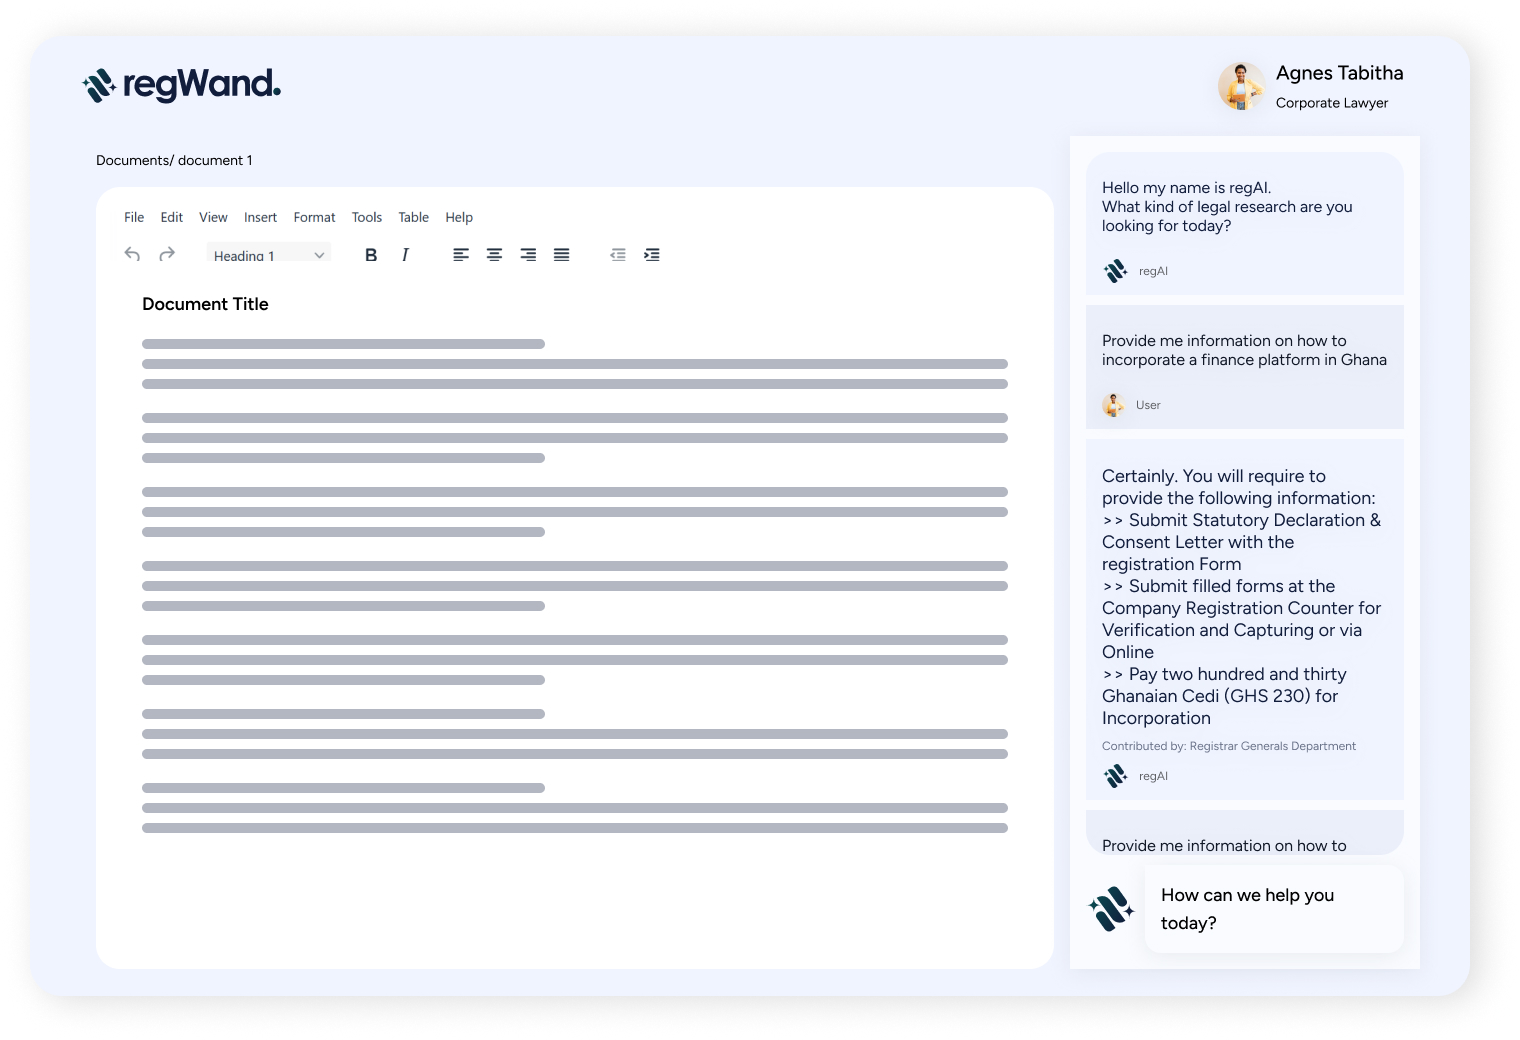 regWand.
Agnes Tabitha
Corporate Lawyer
Documents/ document 1
File Edit View Insert Format Tools Table Help
Heading 1 B I
Document Title
Hello my name is regAI.
What kind of legal research are you
looking for today?
regAI
Provide me information on how to
incorporate a finance platform in Ghana
User
Certainly. You will require to
provide the following information:
>> Submit Statutory Declaration &
Consent Letter with the
registration Form
>> Submit filled forms at the
Company Registration Counter for
Verification and Capturing or via
Online
>> Pay two hundred and thirty
Ghanaian Cedi (GHS 230) for
Incorporation
Contributed by: Registrar Generals Department
regAI
Provide me information on how to
How can we help you
today?